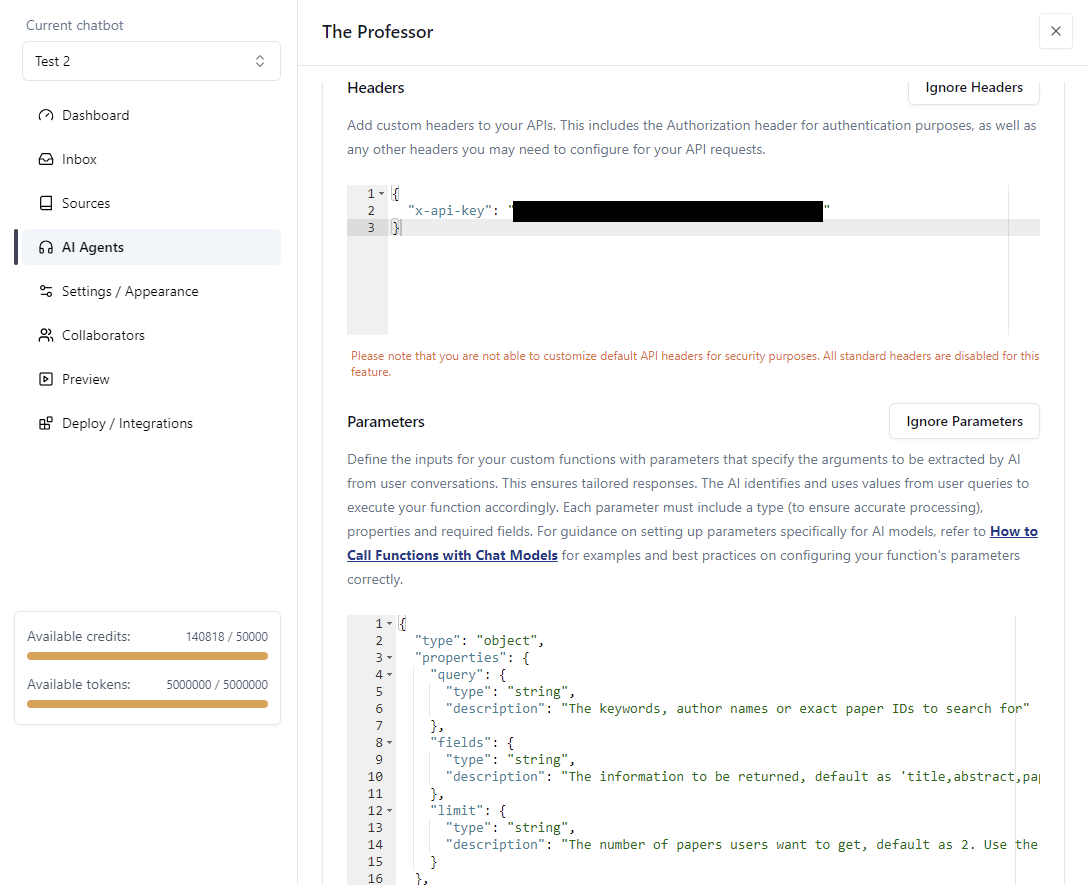 Current chatbot
Test 2
Dashboard
Inbox
Sources
AI Agents
Settings / Appearance
Collaborators
Preview
Deploy / Integrations
Available credits: 140818 / 50000
Available tokens: 5000000 / 5000000
The Professor
Headers
Ignore Headers
Add custom headers to your APIs. This includes the Authorization header for authentication purposes, as well as
any other headers you may need to configure for your API requests.
1 {
2 "x-api-key": " "
3 }
Please note that you are not able to customize default API headers for security purposes. All standard headers are disabled for this
feature.
Parameters
Ignore Parameters
Define the inputs for your custom functions with parameters that specify the arguments to be extracted by AI
from user conversations. This ensures tailored responses. The AI identifies and uses values from user queries to
execute your function accordingly. Each parameter must include a type (to ensure accurate processing),
properties and required fields. For guidance on setting up parameters specifically for AI models, refer to How to
Call Functions with Chat Models for examples and best practices on configuring your function's parameters
correctly.
1 {
2 "type": "object",
3 "properties": {
4 "query": {
5 "type": "string",
6 "description": "The keywords, author names or exact paper IDs to search for"
7 },
8 "fields": {
9 "type": "string",
10 "description": "The information to be returned, default as 'title,abstract,pap
11 },
12 "limit": {
13 "type": "string",
14 "description": "The number of papers users want to get, default as 2. Use the
15 }
16 },